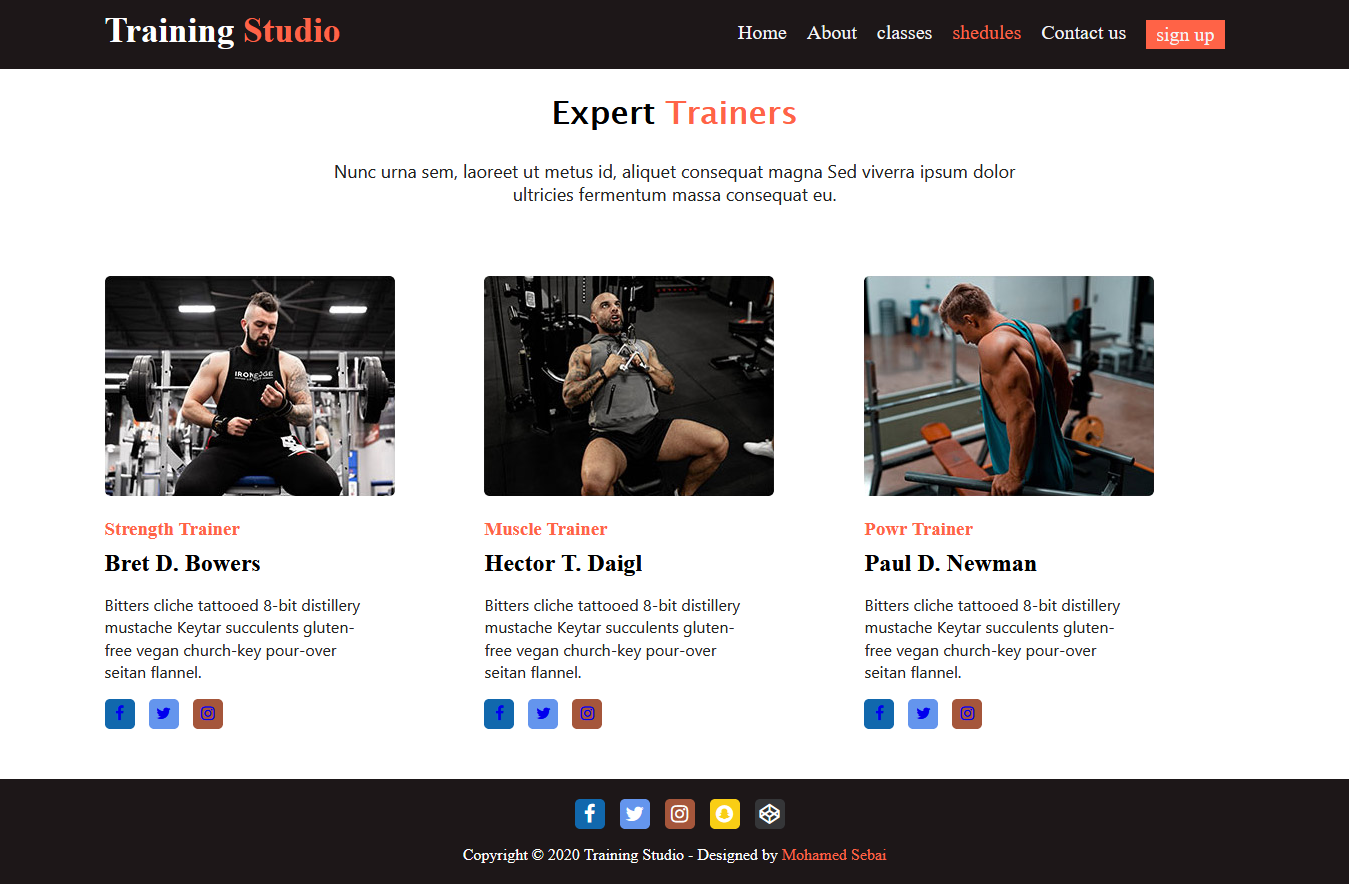 Training Studio
Home About classes shedules Contact us sign up
Expert Trainers
Nunc urna sem, laoreet ut metus id, aliquet consequat magna Sed viverra ipsum dolor
ultricies fermentum massa consequat eu.
IRON EDGE
Strength Trainer
Bret D. Bowers
Bitters cliche tattooed 8-bit distillery
mustache Keytar succulents gluten-
free vegan church-key pour-over
seitan flannel.
Muscle Trainer
Hector T. Daigl
Bitters cliche tattooed 8-bit distillery
mustache Keytar succulents gluten-
free vegan church-key pour-over
seitan flannel.
Powr Trainer
Paul D. Newman
Bitters cliche tattooed 8-bit distillery
mustache Keytar succulents gluten-
free vegan church-key pour-over
seitan flannel.
Copyright © 2020 Training Studio - Designed by Mohamed Sebai